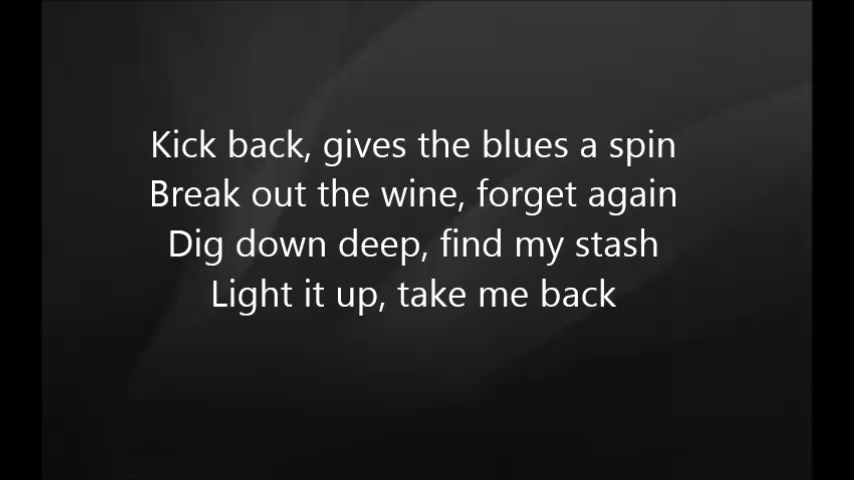 Kick back, gives the blues a spin
Break out the wine, forget again
Dig down deep, find my stash
Light it up, take me back